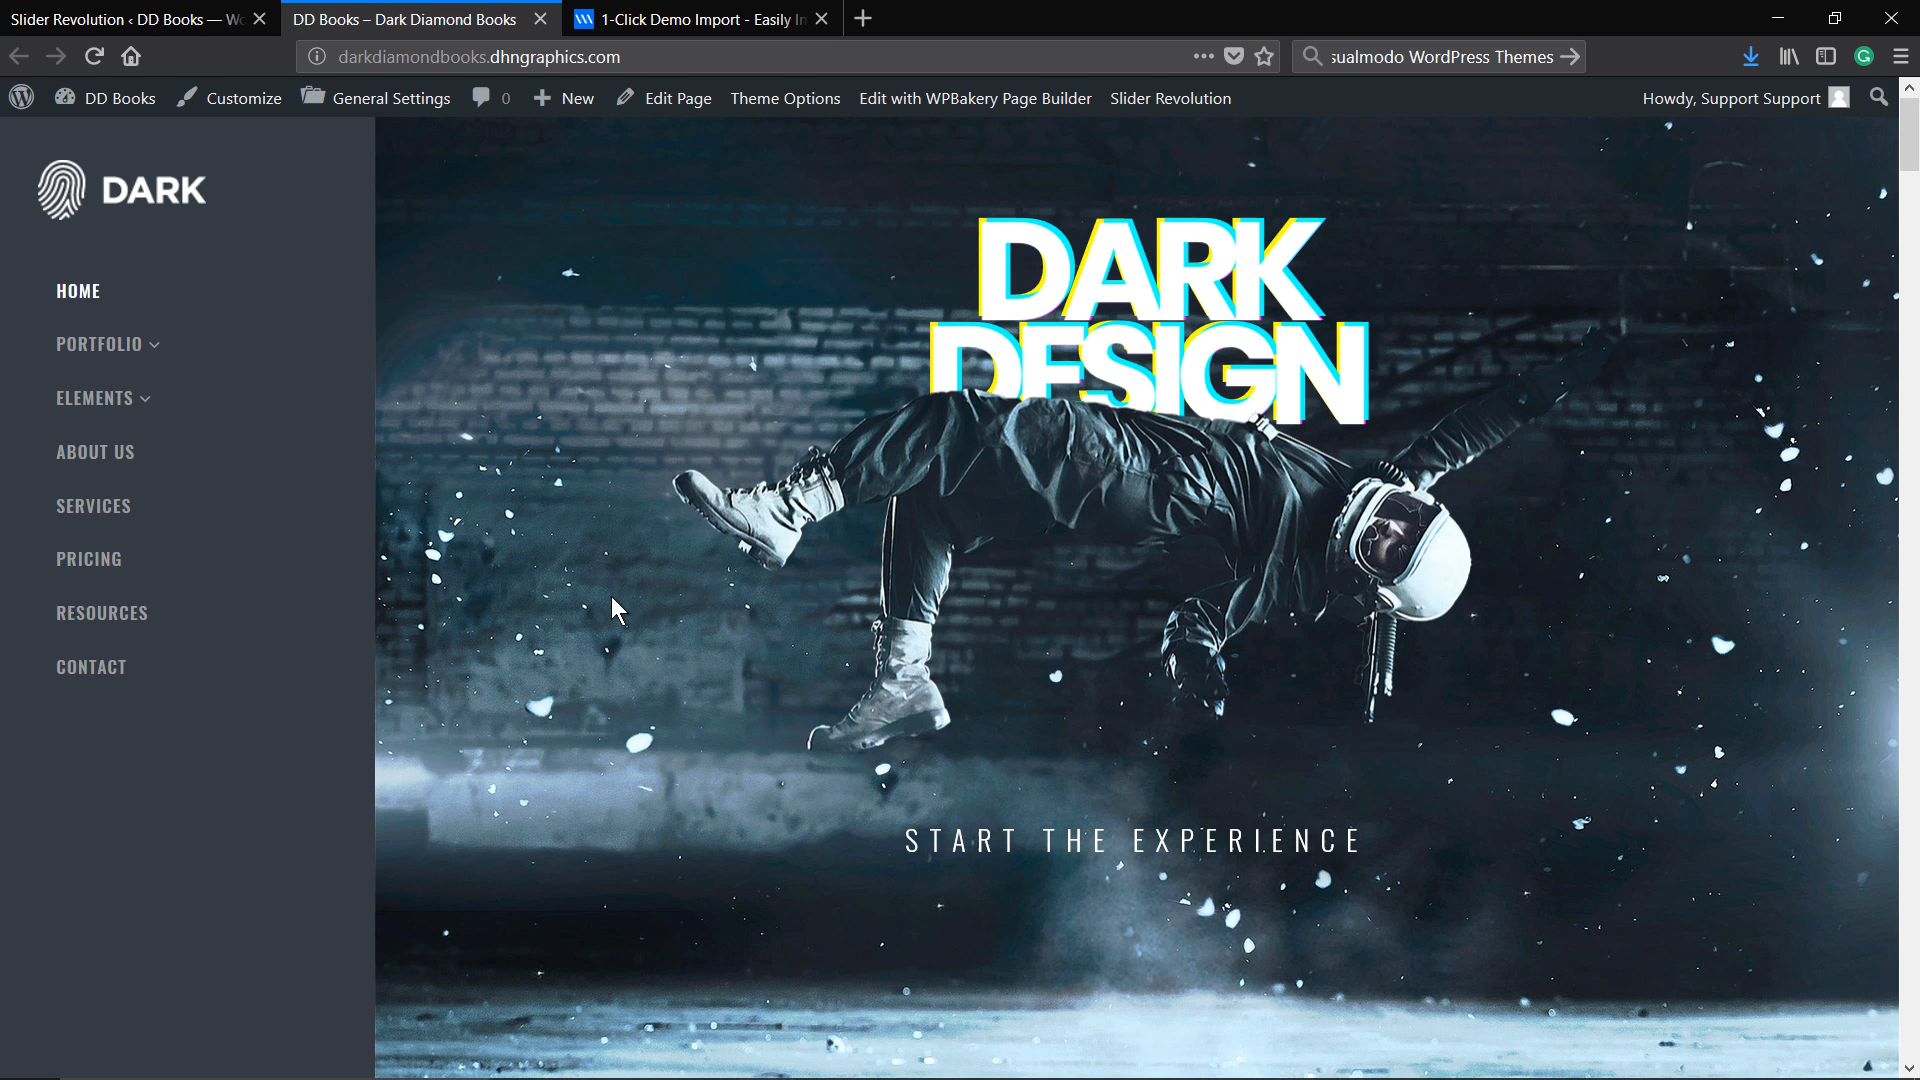 Slider Revolution ‹ DD Books — Wo
DD Books – Dark Diamond Books
1-Click Demo Import - Easily In
darkdiamondbooks.dhngraphics.com
sualmodo WordPress Themes
DD Books
Customize
General Settings
0
New
Edit Page
Theme Options
Edit with WPBakery Page Builder
Slider Revolution
Howdy, Support Support
DARK
HOME
PORTFOLIO
ELEMENTS
ABOUT US
SERVICES
PRICING
RESOURCES
CONTACT
DARK
DESIGN
START THE EXPERIENCE